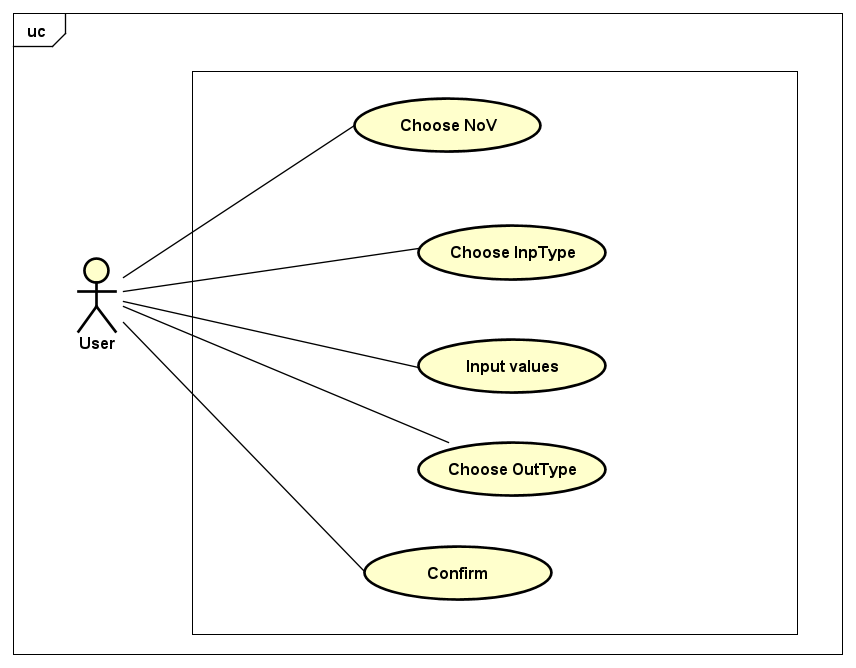 uc
Choose NoV
Choose InpType
User
Input values
Choose OutType
Confirm